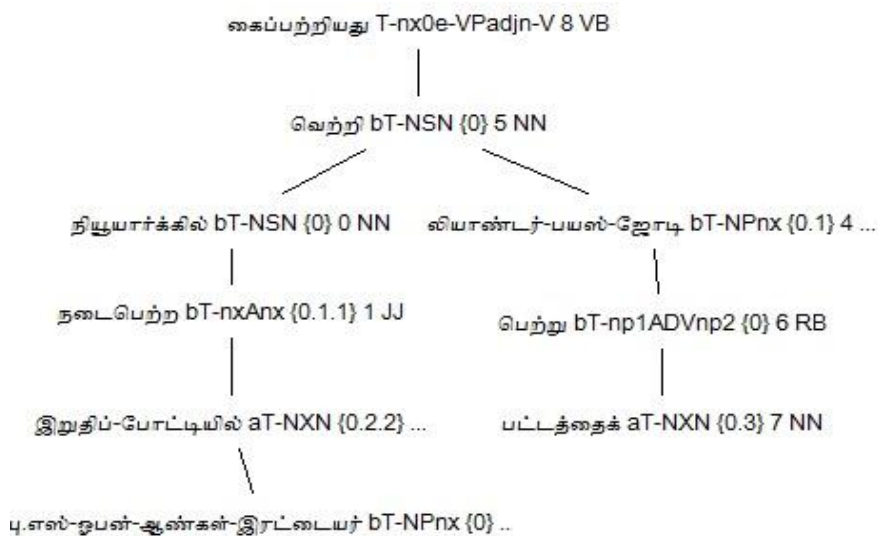 கைப்பற்றியது T-nx0e-VPadjn-V 8 VB
வெற்றி bT-NSN {0} 5 NN
நியூயார்க்கில் bT-NSN {0} 0 NN லியாண்டர்-பயஸ்-ஜோடி bT-NPnx {0.1} 4 ...
நடைபெற்ற bT-nxAnx {0.1.1} 1 JJ பெற்று bT-np1ADVnp2 {0} 6 RB
இறுதிப்-போட்டியில் aT-NXN {0.2.2} ... பட்டத்தைக் aT-NXN {0.3} 7 NN
யு.எஸ்-ஓபன்-ஆண்கள்-இரட்டையர் bT-NPnx {0} ..